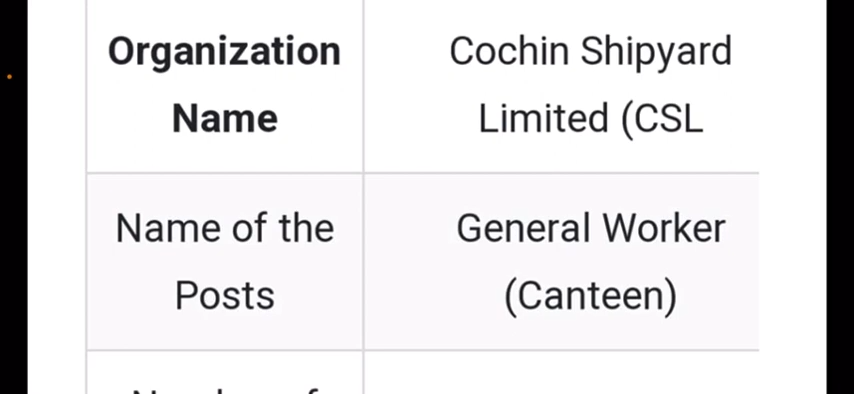 Organization Name
Cochin Shipyard Limited (CSL
Name of the Posts
General Worker (Canteen)